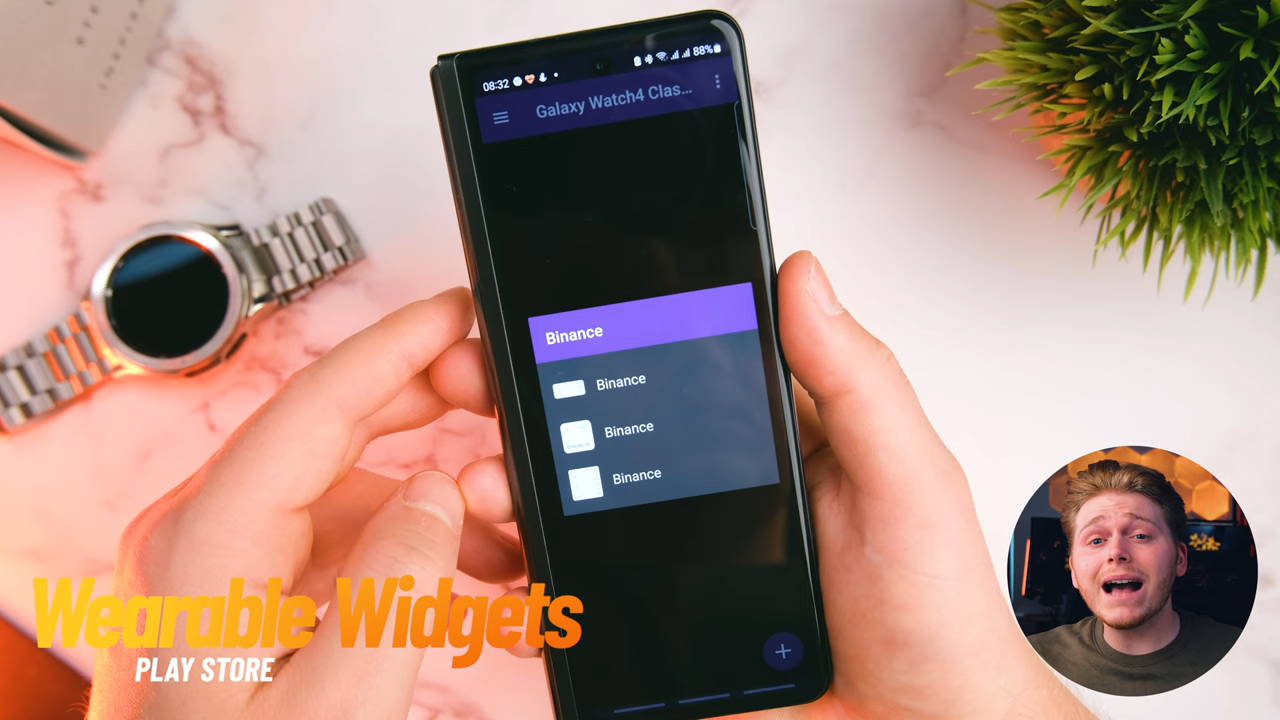 08:32
88%
Galaxy Watch4 Clas...
Binance
Binance
Binance
Binance
Wearable Widgets
PLAY STORE